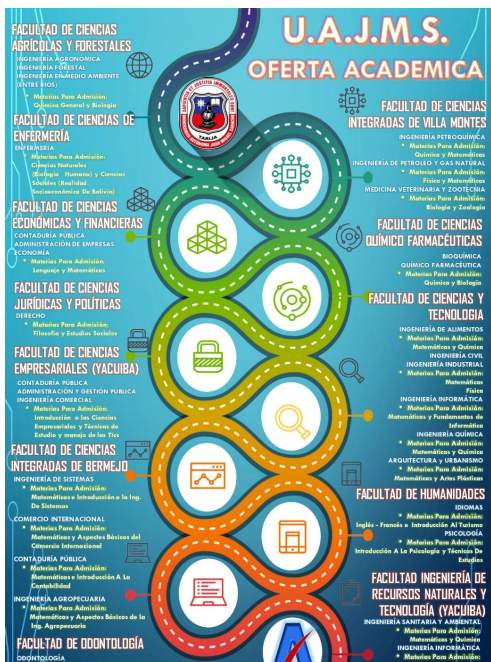 U.A.J.M.S.
OFERTA ACADEMICA
FACULTAD DE CIENCIAS
AGRÍCOLAS Y FORESTALES
INGENIERÍA AGRONOMICA
INGENIERÍA FORESTAL
INGENIERÍA EN MEDIO AMBIENTE
(ENTRE RIOS)
Materias Para Admisión:
Química General y Biología
FACULTAD DE CIENCIAS DE
ENFERMERÍA
ENFERMERIA
Materias Para Admisión:
Ciencias Naturales
(Biología Humana) y Ciencias
Sociales (Realidad
Socioeconómica De Bolivia)
FACULTAD DE CIENCIAS
ECONÓMICAS Y FINANCIERAS
CONTADURÍA PÚBLICA
ADMINISTRACIÓN DE EMPRESAS
ECONOMÍA
Materias Para Admisión:
Lenguaje y Matemáticas
FACULTAD DE CIENCIAS
JURÍDICAS Y POLÍTICAS
DERECHO
Materias Para Admisión:
Filosofía y Estudios Sociales
FACULTAD DE CIENCIAS
EMPRESARIALES (YACUIBA)
CONTADURÍA PÚBLICA
ADMINISTRACIÓN Y GESTIÓN PÚBLICA
INGENIERÍA COMERCIAL
Materias Para Admisión:
Introducción a las Ciencias
Empresariales y Técnicas de
Estudio y manejo de las Tics
FACULTAD DE CIENCIAS
INTEGRADAS DE BERMEJO
INGENIERÍA DE SISTEMAS
Materias Para Admisión:
Matemáticas e Introducción a la Ing.
De Sistemas
COMERCIO INTERNACIONAL
Materias Para Admisión:
Matemáticas y Aspectos Básicos del
Comercio Internacional
CONTADURÍA PÚBLICA
Materias Para Admisión:
Matemáticas e Introducción A La
Contabilidad
INGENIERÍA AGROPECUARIA
Materias Para Admisión:
Matemáticas y Aspectos Básicos de la
Ing. Agropecuaria
FACULTAD DE ODONTOLOGÍA
ODONTOLOGÍA
TARIJA
FACULTAD DE CIENCIAS
INTEGRADAS DE VILLA MONTES
INGENIERÍA PETROQUÍMICA
Materias Para Admisión:
Química y Matemáticas
INGENIERÍA DE PETROLEO Y GAS NATURAL
Materias Para Admisión:
Física y Matemáticas
MEDICINA VETERINARIA Y ZOOTECNIA
Materias Para Admisión:
Biología y Zoología
FACULTAD DE CIENCIAS
QUÍMICO FARMACÉUTICAS
BIOQUÍMICA
QUÍMICO FARMACÉUTICA
Materias Para Admisión:
Química y Biología
FACULTAD DE CIENCIAS Y
TECNOLOGIA
INGENIERÍA DE ALIMENTOS
Materias Para Admisión:
Matemáticas y Química
INGENIERÍA CIVIL
INGENIERÍA INDUSTRIAL
Materias Para Admisión:
Matemáticas
Física
INGENIERÍA INFORMÁTICA
Materias Para Admisión:
Matemáticas y Fundamentos de
Informática
INGENIERÍA QUÍMICA
Materias Para Admisión:
Matemáticas y Química
ARQUITECTURA y URBANISMO
Materias Para Admisión:
Matemáticas y Artes Plásticas
FACULTAD DE HUMANIDADES
IDIOMAS
Materias Para Admisión:
Inglés - Francés e Introducción Al Turismo
PSICOLOGÍA
Materias Para Admisión:
Introducción A La Psicología y Técnicas De
Estudios
FACULTAD INGENIERÍA DE
RECURSOS NATURALES Y
TECNOLOGÍA (YACUIBA)
INGENIERÍA SANITARIA Y AMBIENTAL
Materias Para Admisión:
Matemáticas y Química
INGENIERÍA INFORMÁTICA
Materias Para Admisión: